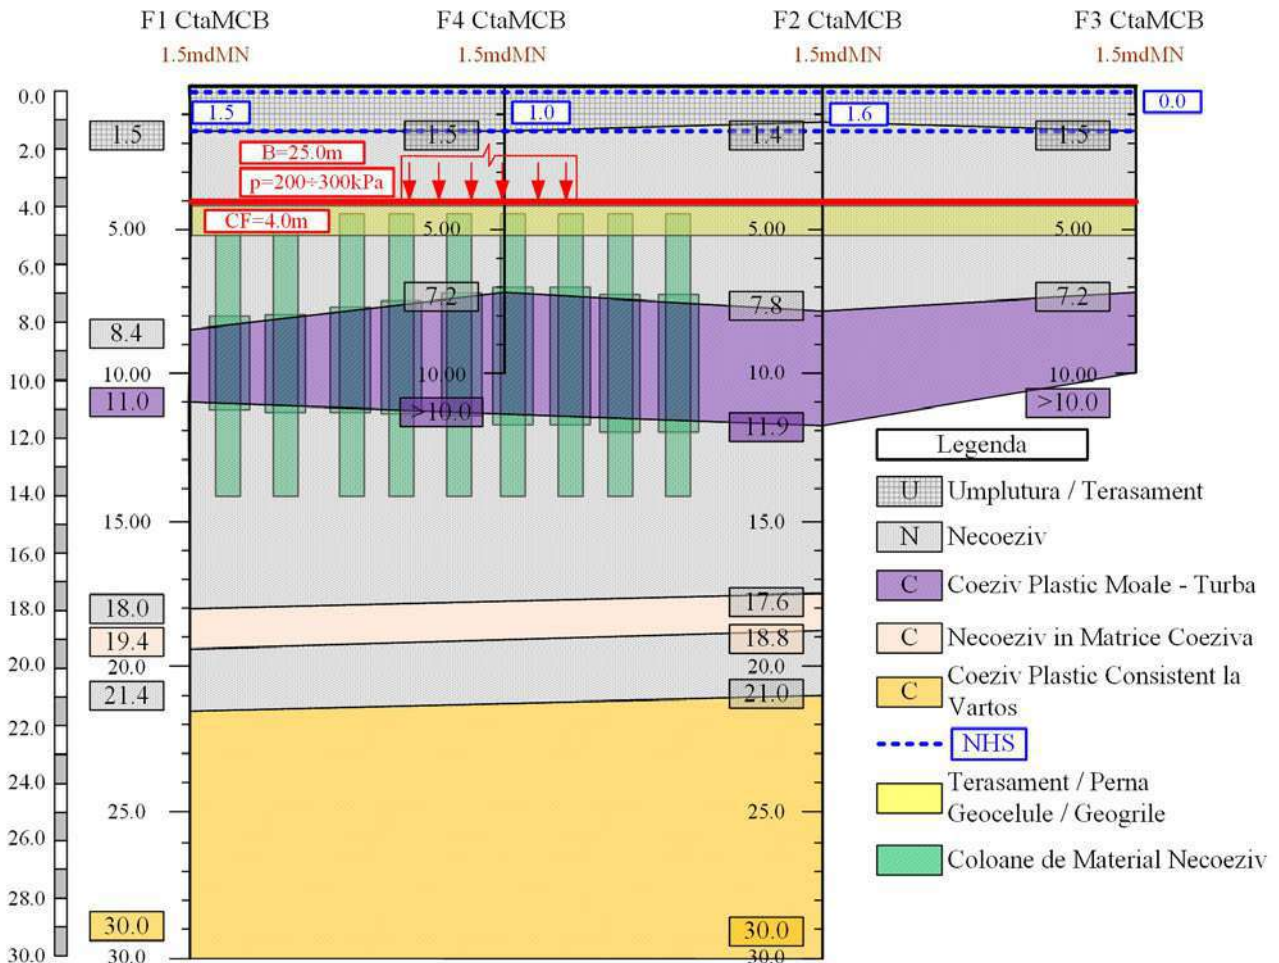 F1 CtaMCB
F4 CtaMCB
F2 CtaMCB
F3 CtaMCB
1.5mdMN
1.5mdMN
1.5mdMN
1.5mdMN
0.0
2.0
4.0
6.0
8.0
10.0
12.0
14.0
16.0
18.0
20.0
22.0
24.0
26.0
28.0
30.0
1.5
5.00
8.4
10.00
11.0
15.00
18.0
19.4
20.0
21.4
25.0
30.0
30.0
1.5
B=25.0m
p=200÷300kPa
CF=4.0m
1.5
5.00
7.2
10.00
>10.0
1.0
1.4
5.00
7.8
10.0
11.9
15.0
17.6
18.8
20.0
21.0
25.0
30.0
30.0
1.6
1.5
5.00
7.2
10.00
>10.0
0.0
Legenda
U Umplutura / Terasament
N Necoeziv
C Coeziv Plastic Moale - Turba
C Necoeziv in Matrice Coeziva
C Coeziv Plastic Consistent la
Vartos
NHS
Terasament / Perna
Geocelule / Geogrile
Coloane de Material Necoeziv